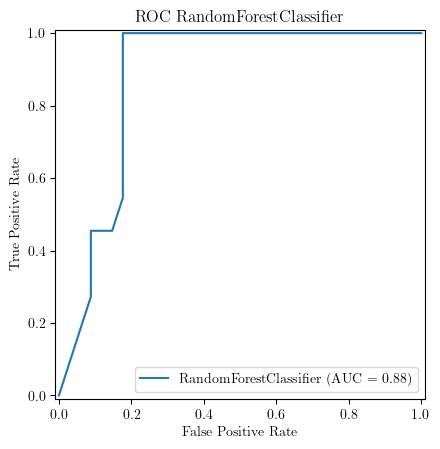 ROC RandomForestClassifier
True Positive Rate
1.0
0.8
0.6
0.4
0.2
0.0
0.0 0.2 0.4 0.6 0.8 1.0
False Positive Rate
RandomForestClassifier (AUC = 0.88)